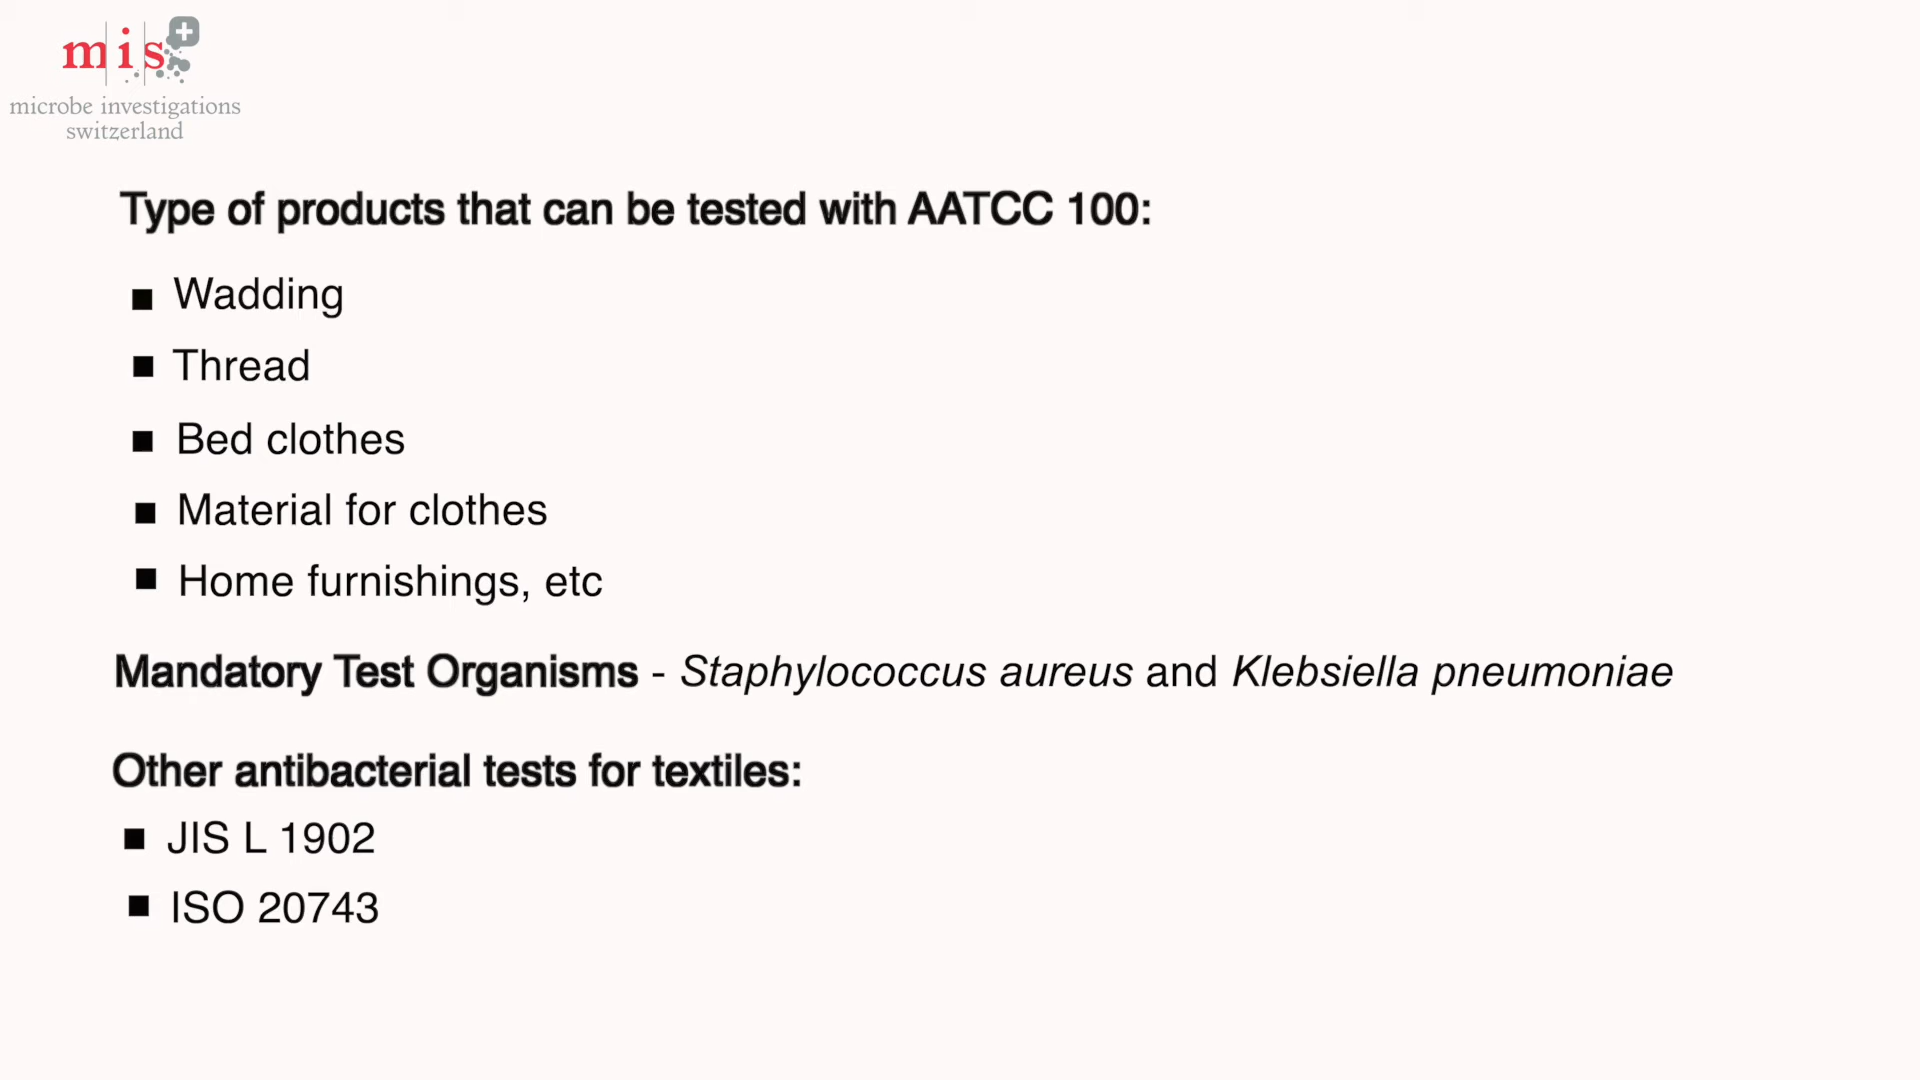 mis
microbe investigations
switzerland
Type of products that can be tested with AATCC 100:
■ Wadding
■ Thread
■ Bed clothes
■ Material for clothes
■ Home furnishings, etc
Mandatory Test Organisms - Staphylococcus aureus and Klebsiella pneumoniae
Other antibacterial tests for textiles:
■ JIS L 1902
■ ISO 20743